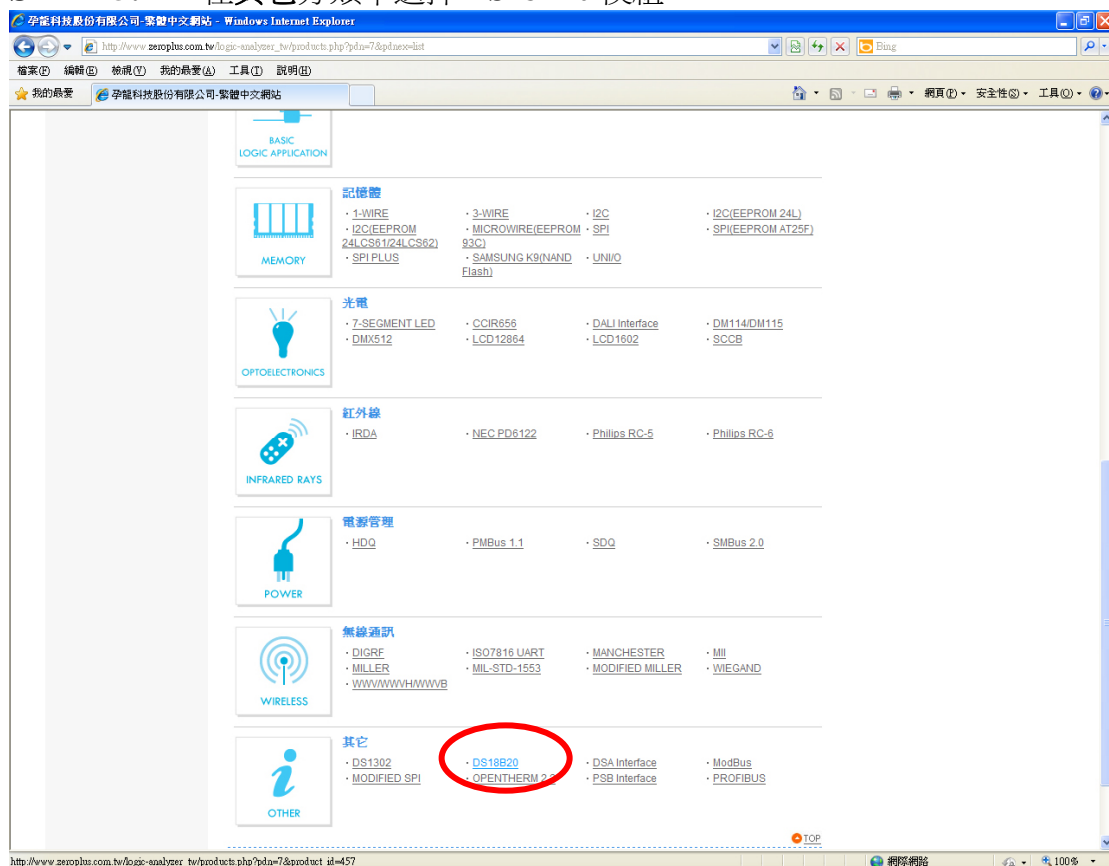 孕龍科技股份有限公司-繁體中文網站 - Windows Internet Explorer
http://www.zeroplus.com.tw/logic-analyzer_tw/products.php?pdn=7&pdnex=list
Bing
檔案(F) 編輯(E) 檢視(V) 我的最愛(A) 工具(T) 說明(H)
我的最愛 孕龍科技股份有限公司-繁體中文網站 網頁(P) 安全性(S) 工具(O)
BASIC
LOGIC APPLICATION
記憶體
· 1-WIRE · 3-WIRE · I2C · I2C(EEPROM 24L)
· I2C(EEPROM · MICROWIRE(EEPROM · SPI · SPI(EEPROM AT25F)
24LCS61/24LCS62) 93C)
· SPI PLUS · SAMSUNG K9(NAND · UNI/O
Flash)
MEMORY
光電
· 7-SEGMENT LED · CCIR656 · DALI Interface · DM114/DM115
· DMX512 · LCD12864 · LCD1602 · SCCB
OPTOELECTRONICS
紅外線
· IRDA · NEC PD6122 · Philips RC-5 · Philips RC-6
INFRARED RAYS
電源管理
· HDQ · PMBus 1.1 · SDQ · SMBus 2.0
POWER
無線通訊
· DIGRF · ISO7816 UART · MANCHESTER · MII
· MILLER · MIL-STD-1553 · MODIFIED MILLER · WIEGAND
· WWV/WWVH/WWVB
WIRELESS
其它
· DS1302 · DS18B20 · DSA Interface · ModBus
· MODIFIED SPI · OPENTHERM · PSB Interface · PROFIBUS
OTHER
TOP
http://www.zeroplus.com.tw/logic-analyzer_tw/products.php?pdn=7&product_id=457 網際網路 100%